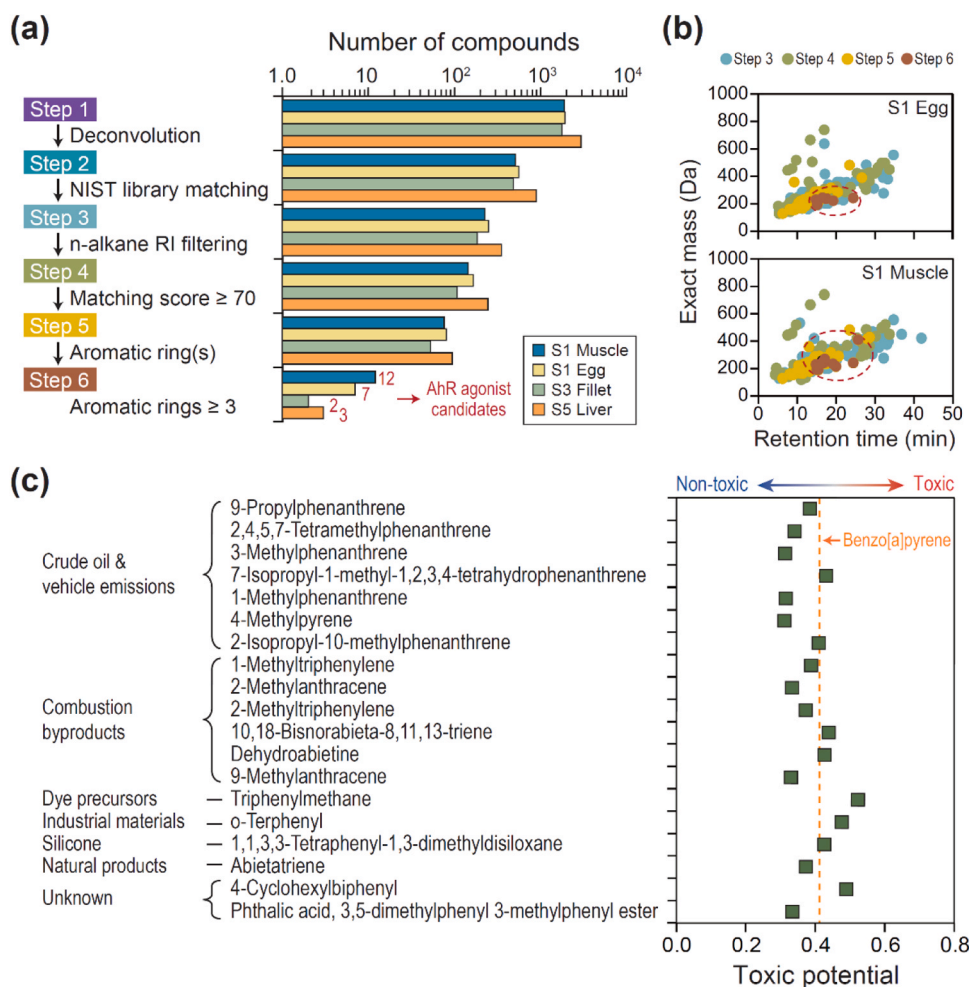 (a)
Number of compounds
1.0 10 10² 10³ 10⁴
Step 1
Deconvolution
Step 2
NIST library matching
Step 3
n-alkane RI filtering
Step 4
Matching score ≥ 70
Step 5
Aromatic ring(s)
Step 6
Aromatic rings ≥ 3
12
7
2
3
AhR agonist
candidates
S1 Muscle
S1 Egg
S3 Fillet
S5 Liver
(b)
Step 3 Step 4 Step 5 Step 6
S1 Egg
1000
800
600
400
200
0
S1 Muscle
1000
800
600
400
200
0
Exact mass (Da)
0 10 20 30 40 50
Retention time (min)
(c)
Non-toxic Toxic
Benzo[a]pyrene
Crude oil &
vehicle emissions
9-Propylphenanthrene
2,4,5,7-Tetramethylphenanthrene
3-Methylphenanthrene
7-Isopropyl-1-methyl-1,2,3,4-tetrahydrophenanthrene
1-Methylphenanthrene
4-Methylpyrene
2-Isopropyl-10-methylphenanthrene
Combustion
byproducts
1-Methyltriphenylene
2-Methylanthracene
2-Methyltriphenylene
10,18-Bisnorabieta-8,11,13-triene
Dehydroabietine
9-Methylanthracene
Dye precursors — Triphenylmethane
Industrial materials — o-Terphenyl
Silicone — 1,1,3,3-Tetraphenyl-1,3-dimethyldisiloxane
Natural products — Abietatriene
Unknown
4-Cyclohexylbiphenyl
Phthalic acid, 3,5-dimethylphenyl 3-methylphenyl ester
0.0 0.2 0.4 0.6 0.8
Toxic potential